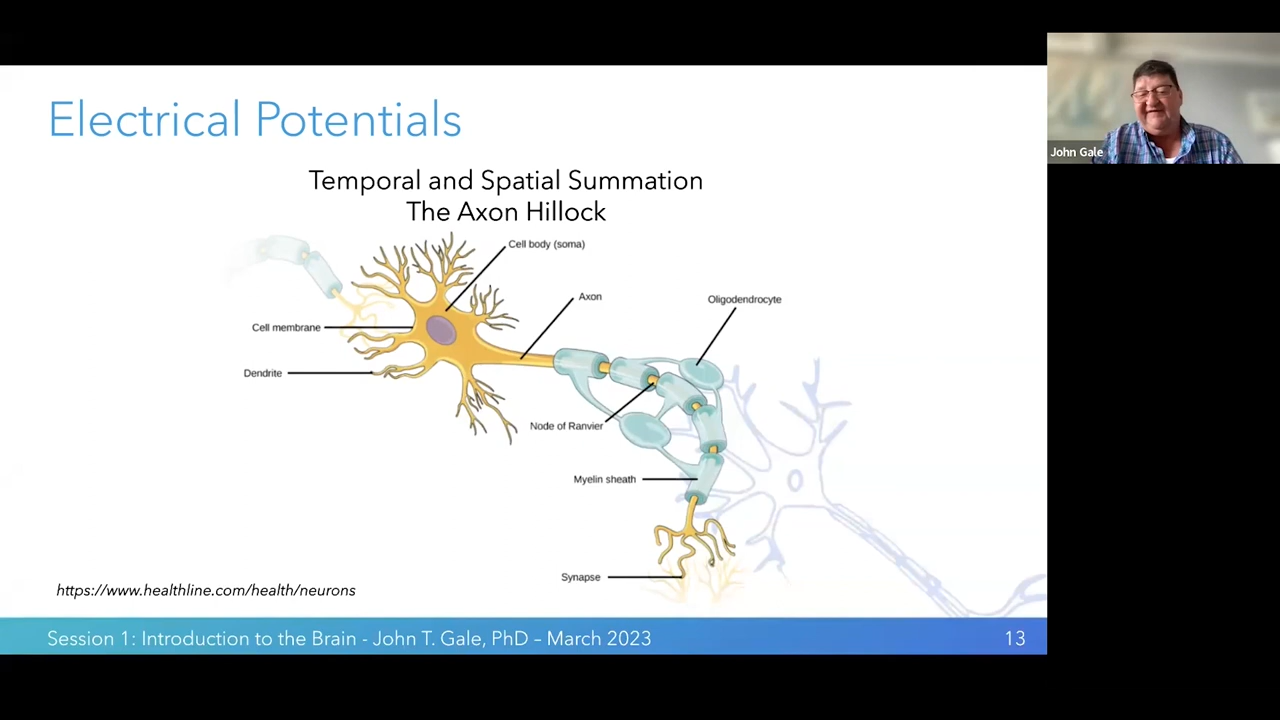 Electrical Potentials
John Gale
Temporal and Spatial Summation
The Axon Hillock
Cell body (soma)
Axon
Oligodendrocyte
Cell membrane
Dendrite
Node of Ranvier
Myelin sheath
Synapse
https://www.healthline.com/health/neurons
Session 1: Introduction to the Brain - John T. Gale, PhD – March 2023
13